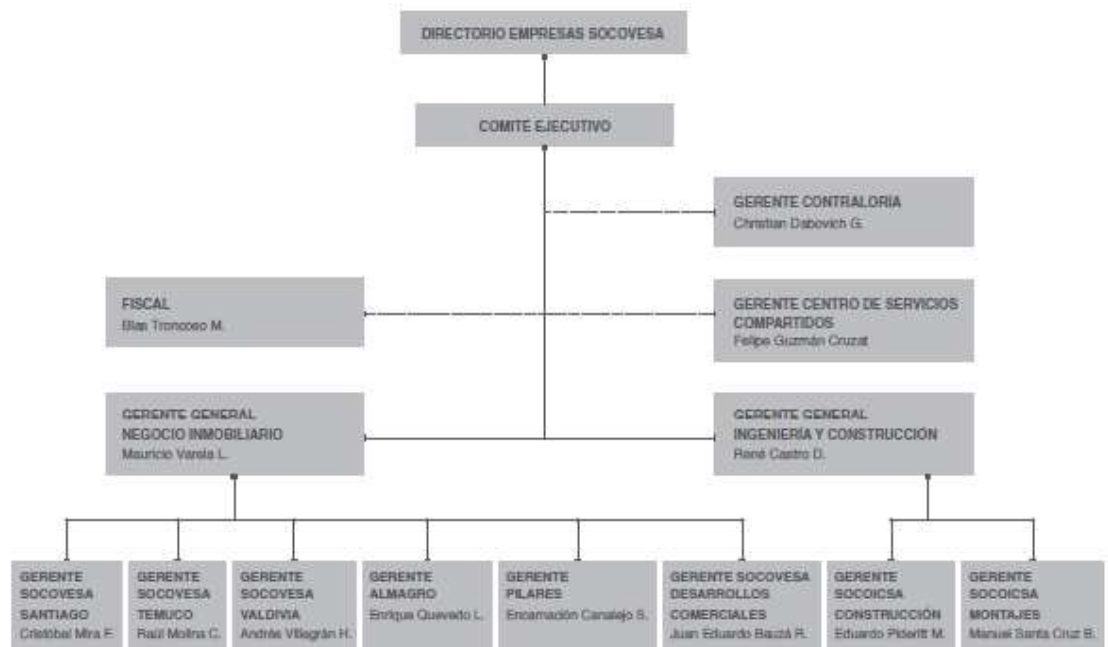 DIRECTORIO EMPRESAS SOCOVESA
COMITE EJECUTIVO
GERENTE CONTRALORIA
Christian Dabovich G.
FISCAL
Blas Troncoso M.
GERENTE CENTRO DE SERVICIOS
COMPARTIDOS
Felipe Guzmán Cruzat
GERENTE GENERAL
NEGOCIO INMOBILIARIO
Mauricio Varela L.
GERENTE GENERAL
INGENIERÍA Y CONSTRUCCIÓN
René Castro D.
GERENTE
SOCOVESA
SANTIAGO
Cristóbal Mira F.
GERENTE
SOCOVESA
TEMUCO
Raúl Molina C.
GERENTE
SOCOVESA
VALDIVIA
Andrés Villagrán H.
GERENTE
ALMAGRO
Enrique Quevedo L.
GERENTE
PILARES
Encarnación Canalejo S.
GERENTE SOCOVESA
DESARROLLOS
COMERCIALES
Juan Eduardo Bauzá R.
GERENTE
SOCOICSA
CONSTRUCCIÓN
Eduardo Pideritt M.
GERENTE
SOCOICSA
MONTAJES
Manuel Santa Cruz B.